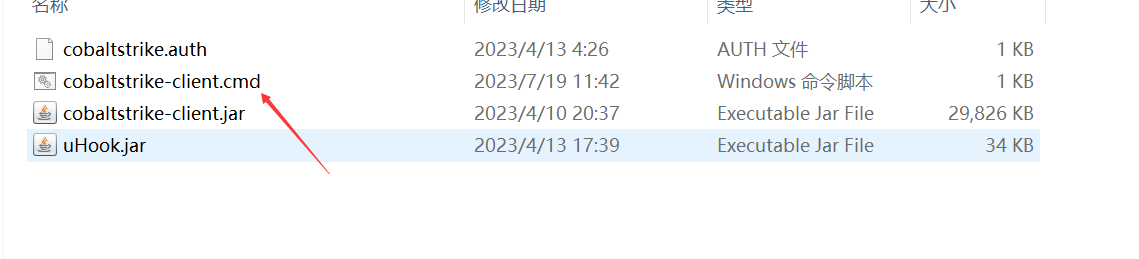 名称 修改日期 类型 大小
cobaltstrike.auth 2023/4/13 4:26 AUTH 文件 1 KB
cobaltstrike-client.cmd 2023/7/19 11:42 Windows 命令脚本 1 KB
cobaltstrike-client.jar 2023/4/10 20:37 Executable Jar File 29,826 KB
uHook.jar 2023/4/13 17:39 Executable Jar File 34 KB